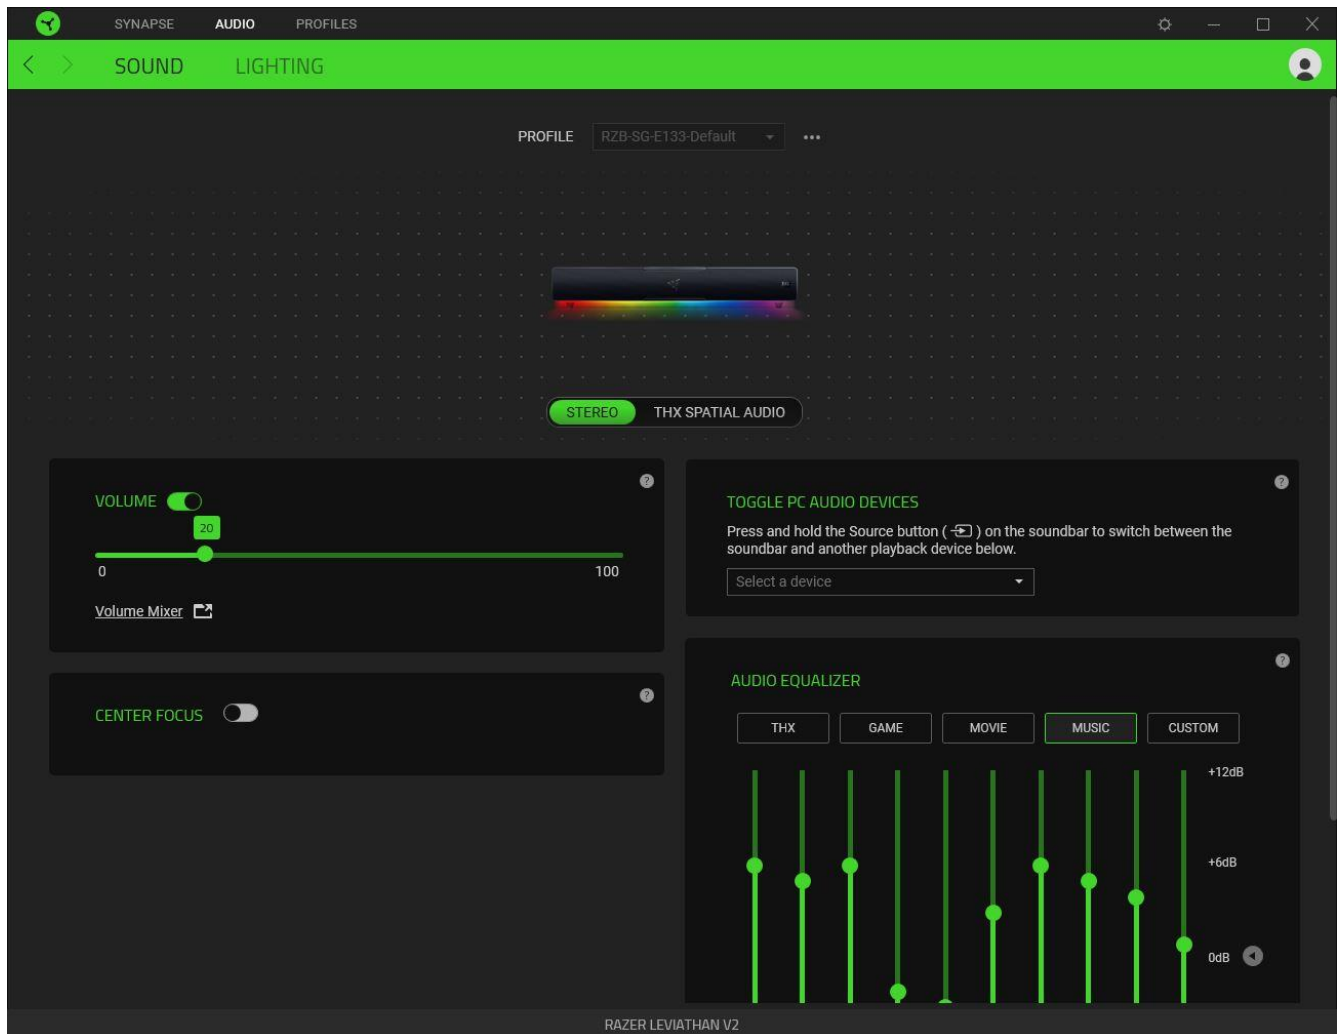 SYNAPSE AUDIO PROFILES
SOUND LIGHTING
PROFILE RZB-SG-E133-Default
STEREO THX SPATIAL AUDIO
VOLUME
20
0 100
Volume Mixer
CENTER FOCUS
TOGGLE PC AUDIO DEVICES
Press and hold the Source button ( ) on the soundbar to switch between the
soundbar and another playback device below.
Select a device
AUDIO EQUALIZER
THX GAME MOVIE MUSIC CUSTOM
+12dB
+6dB
0dB
RAZER LEVIATHAN V2